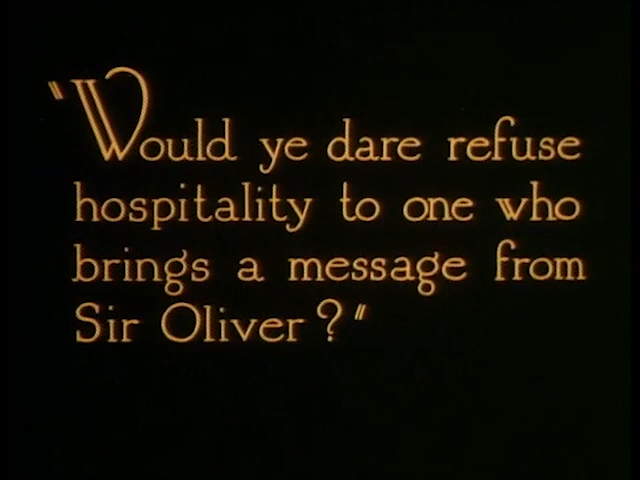 "Would ye dare refuse
hospitality to one who
brings a message from
Sir Oliver?"